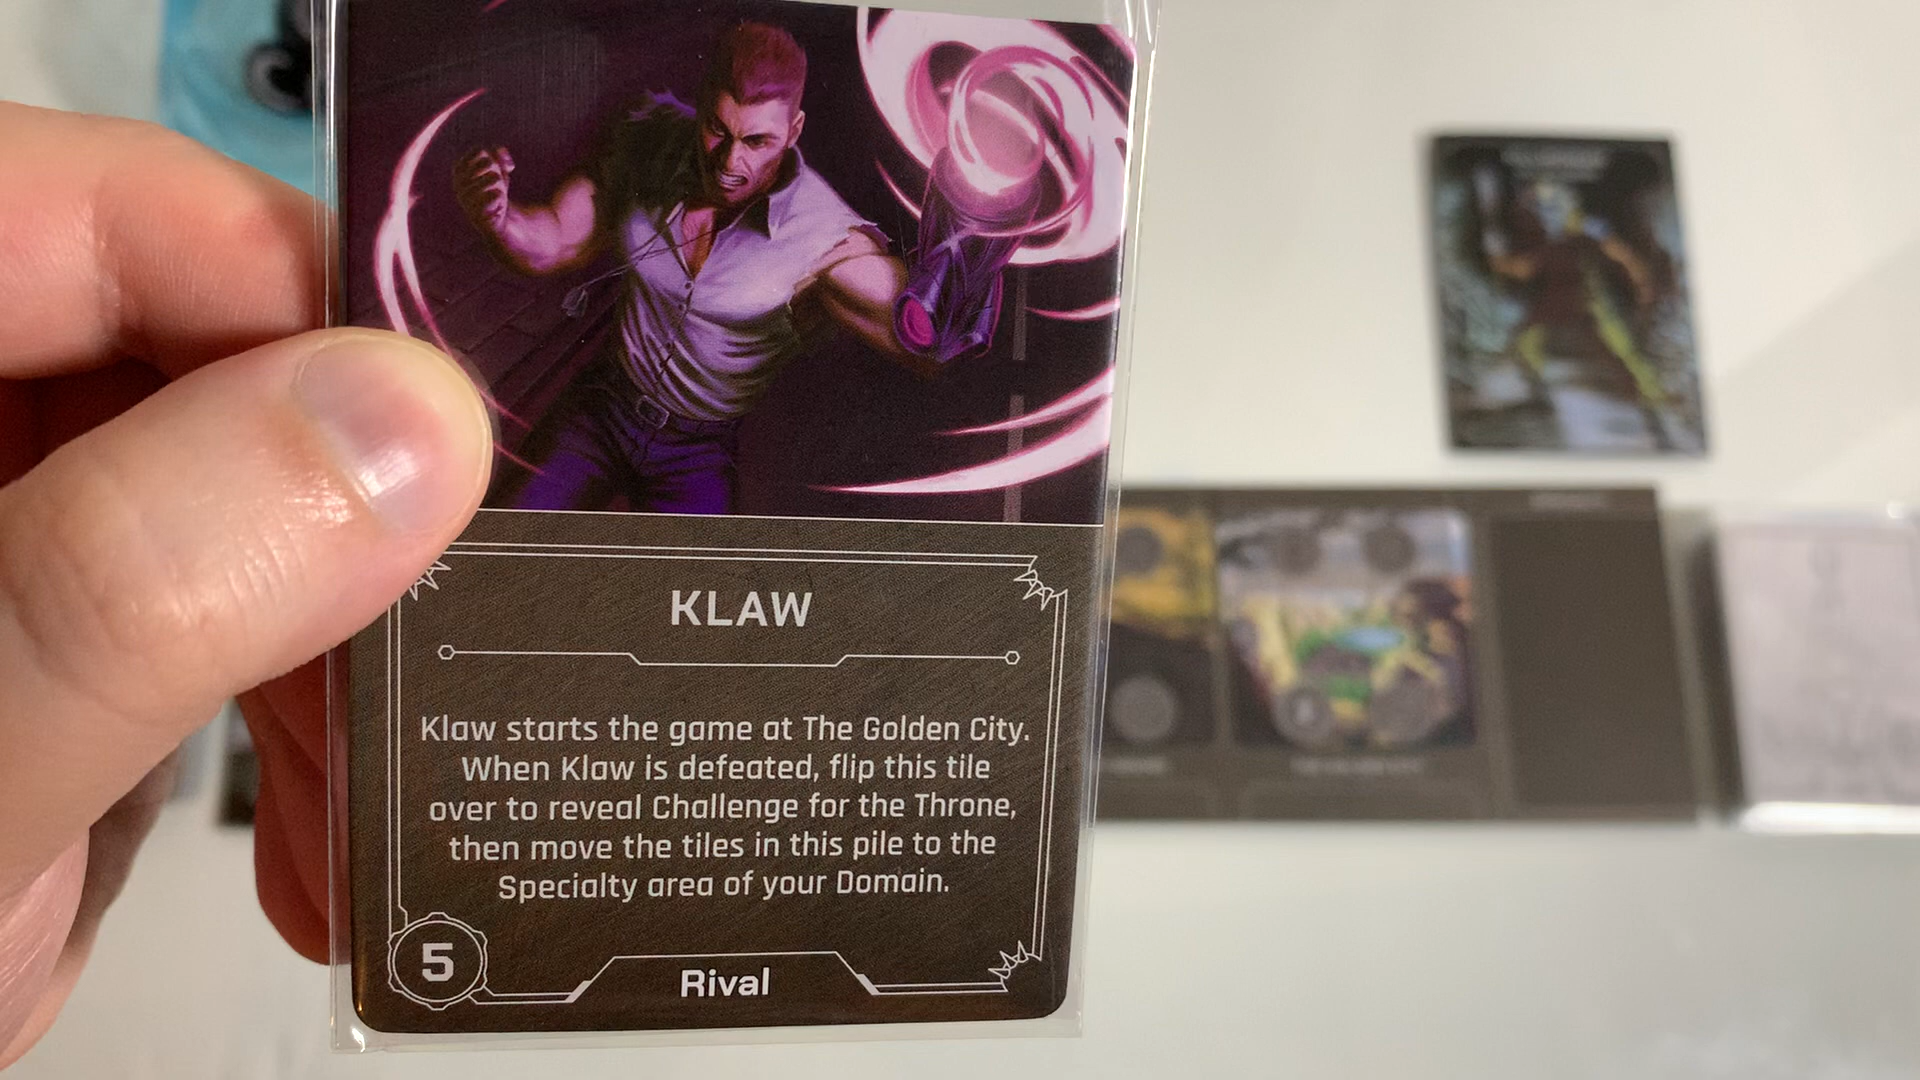 KLAW
Klaw starts the game at The Golden City.
When Klaw is defeated, flip this tile
over to reveal Challenge for the Throne,
then move the tiles in this pile to the
Specialty area of your Domain.
5
Rival